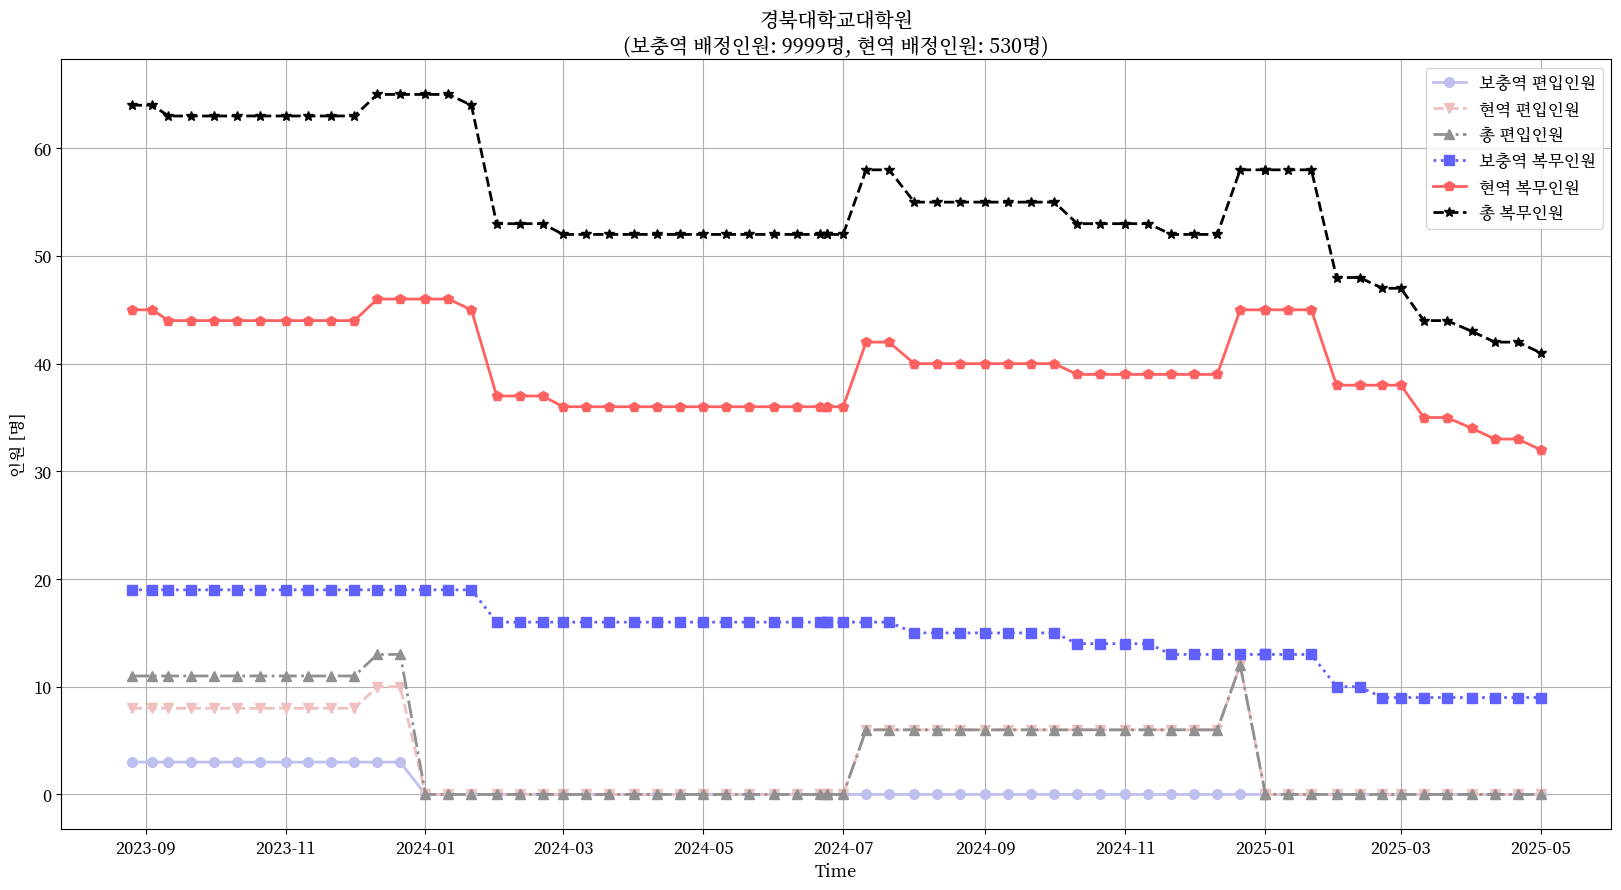 경북대학교대학원
(보충역 배정인원: 9999명, 현역 배정인원: 530명)
보충역 편입인원
현역 편입인원
총 편입인원
보충역 복무인원
현역 복무인원
총 복무인원
60
50
40
30
20
10
0
인원 [명]
2023-09
2023-11
2024-01
2024-03
2024-05
2024-07
2024-09
2024-11
2025-01
2025-03
2025-05
Time